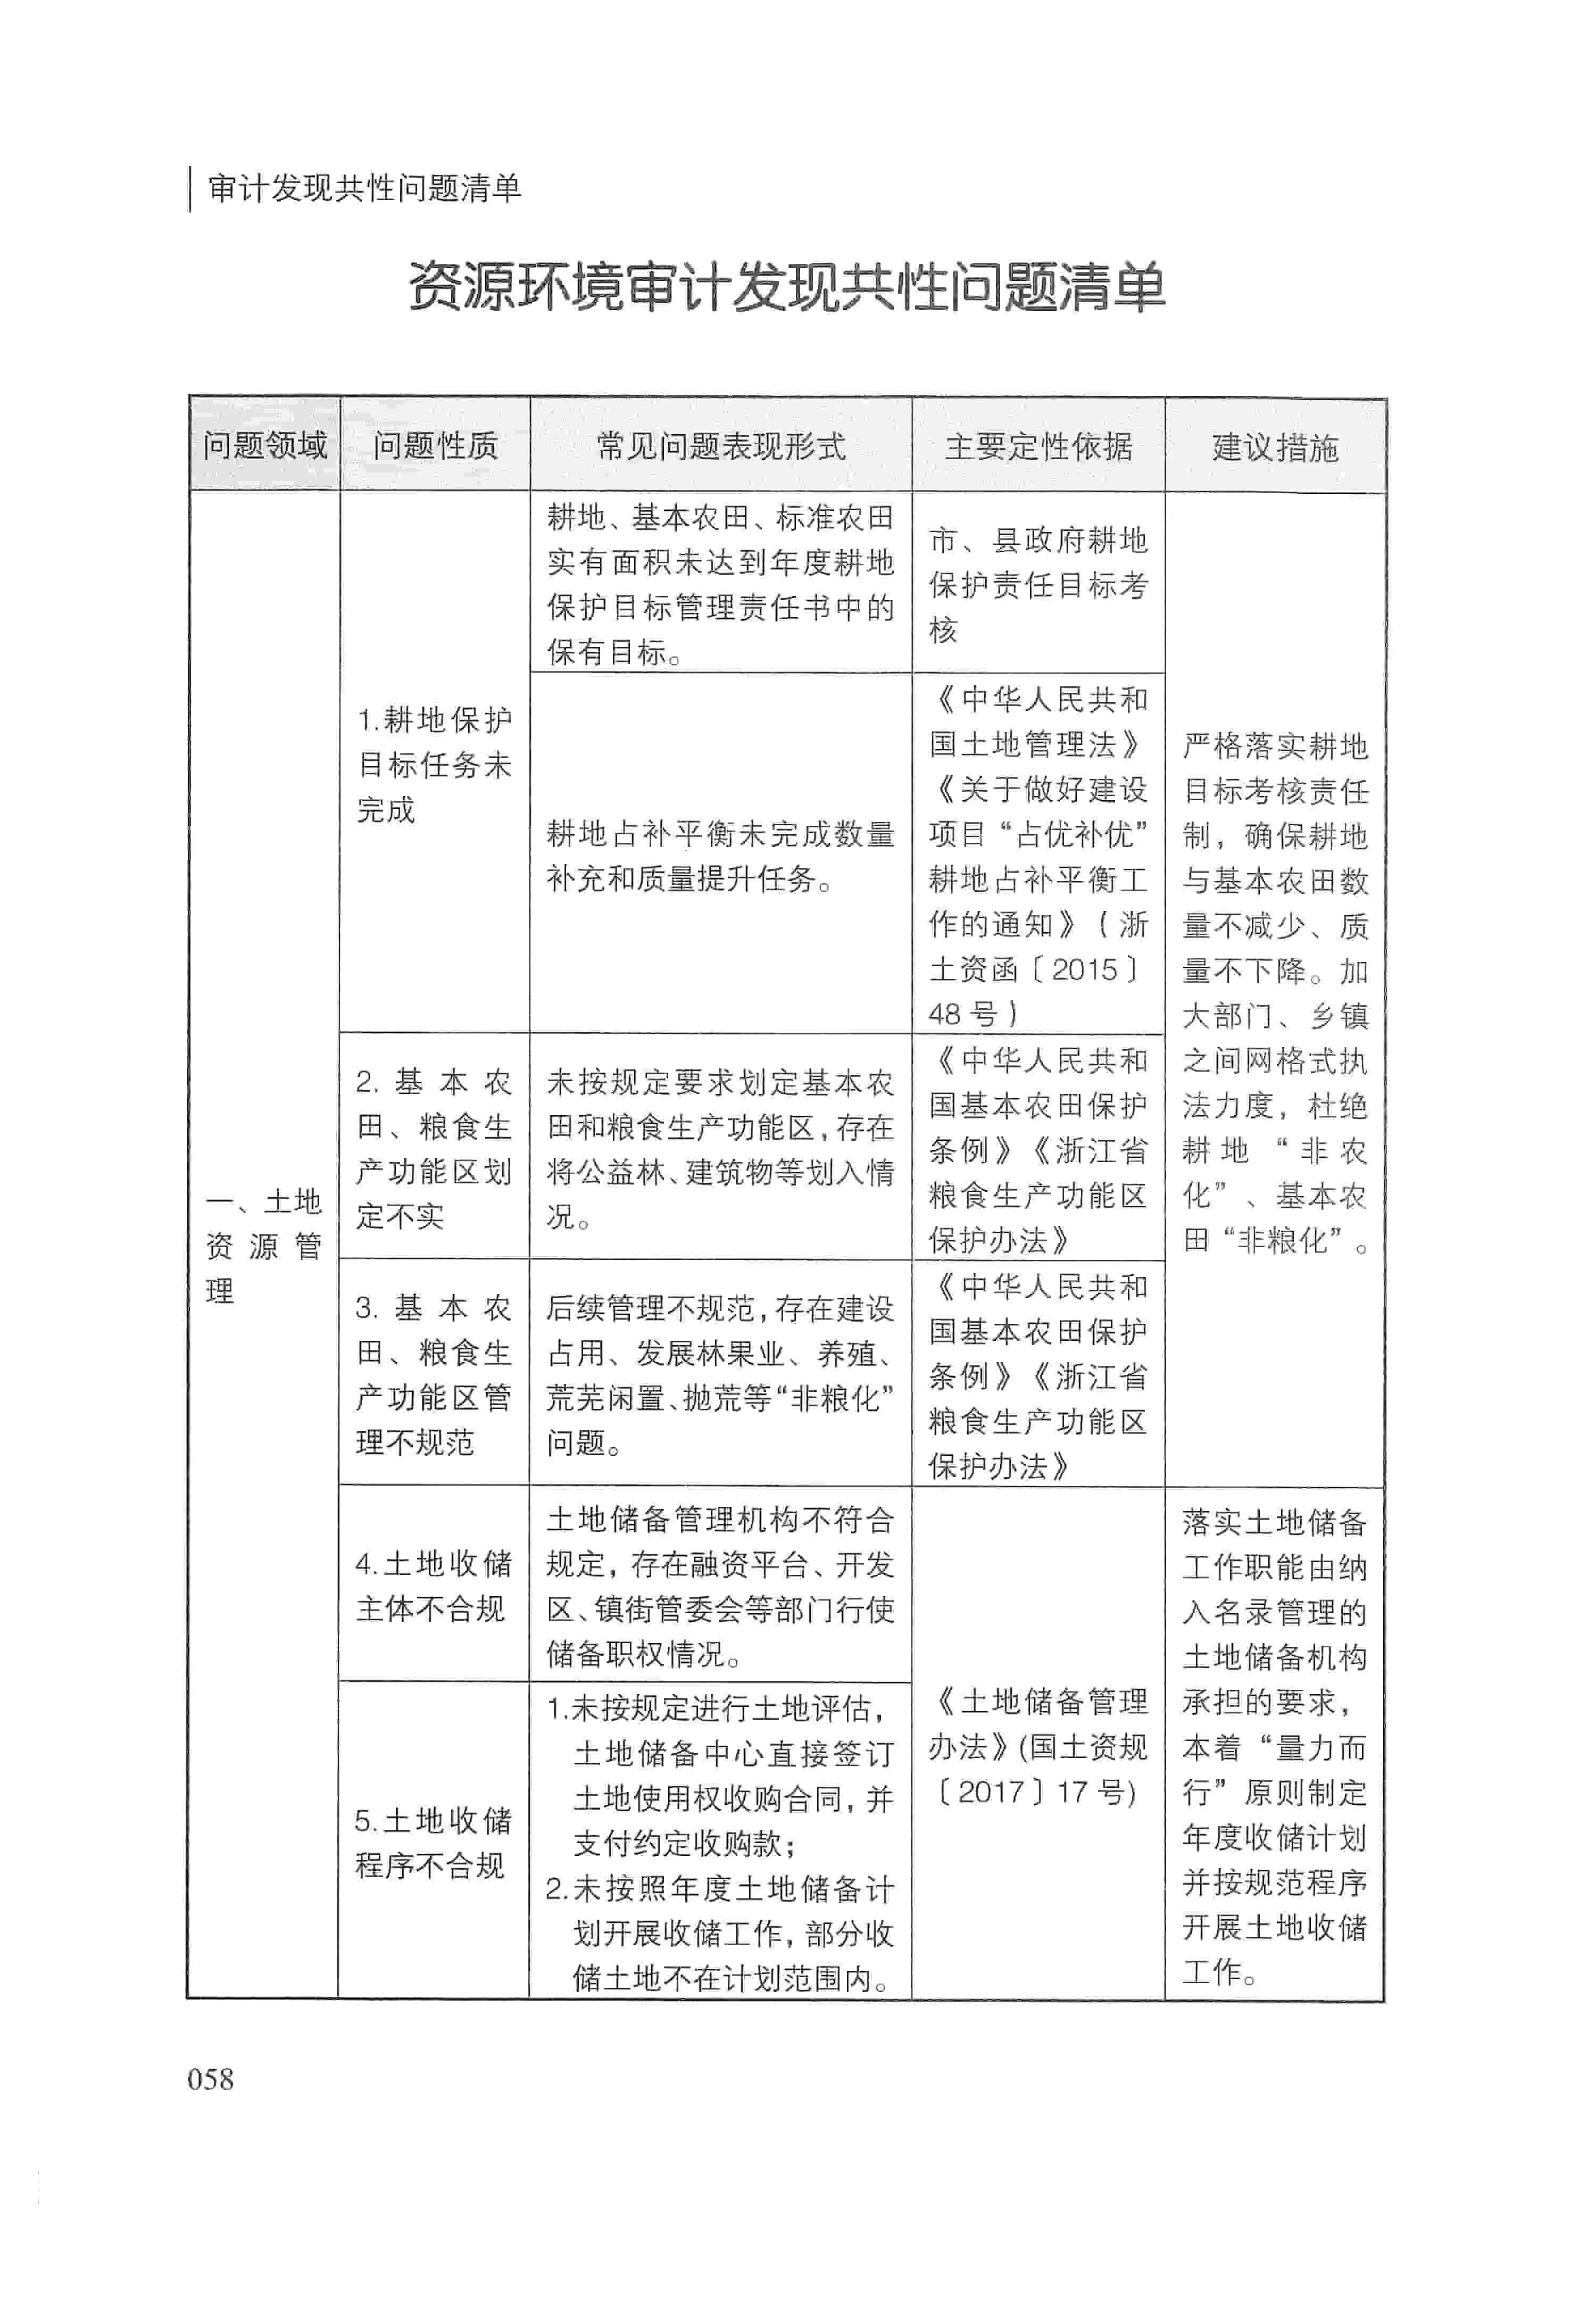 审计发现共性问题清单
资源环境审计发现共性问题清单
问题领域
问题性质
常见问题表现形式
主要定性依据
建议措施
一、土地
资源管
理
1.耕地保护
目标任务未
完成
耕地、基本农田、标准农田
实有面积未达到年度耕地
保护目标管理责任书中的
保有目标。
市、县政府耕地
保护责任目标考
核
耕地占补平衡未完成数量
补充和质量提升任务。
《中华人民共和
国土地管理法》
《关于做好建设
项目“占优补优”
耕地占补平衡工
作的通知》(浙
土资函〔2015〕
48号)
严格落实耕地
目标考核责任
制，确保耕地
与基本农田数
量不减少、质
量不下降。加
大部门、乡镇
之间网格式执
法力度，杜绝
耕地“非农
化”、基本农
田“非粮化”。
2.基本农
田、粮食生
产功能区划
定不实
未按规定要求划定基本农
田和粮食生产功能区，存在
将公益林、建筑物等划入情
况。
《中华人民共和
国基本农田保护
条例》《浙江省
粮食生产功能区
保护办法》
3.基本农
田、粮食生
产功能区管
理不规范
后续管理不规范，存在建设
占用、发展林果业、养殖、
荒芜闲置、抛荒等“非粮化”
问题。
《中华人民共和
国基本农田保护
条例》《浙江省
粮食生产功能区
保护办法》
4.土地收储
主体不合规
土地储备管理机构不符合
规定，存在融资平台、开发
区、镇街管委会等部门行使
储备职权情况。
5.土地收储
程序不合规
1.未按规定进行土地评估，
土地储备中心直接签订
土地使用权收购合同，并
支付约定收购款；
2.未按照年度土地储备计
划开展收储工作，部分收
储土地不在计划范围内。
《土地储备管理
办法》(国土资规
〔2017〕17号)
落实土地储备
工作职能由纳
入名录管理的
土地储备机构
承担的要求，
本着“量力而
行”原则制定
年度收储计划
并按规范程序
开展土地收储
工作。
058